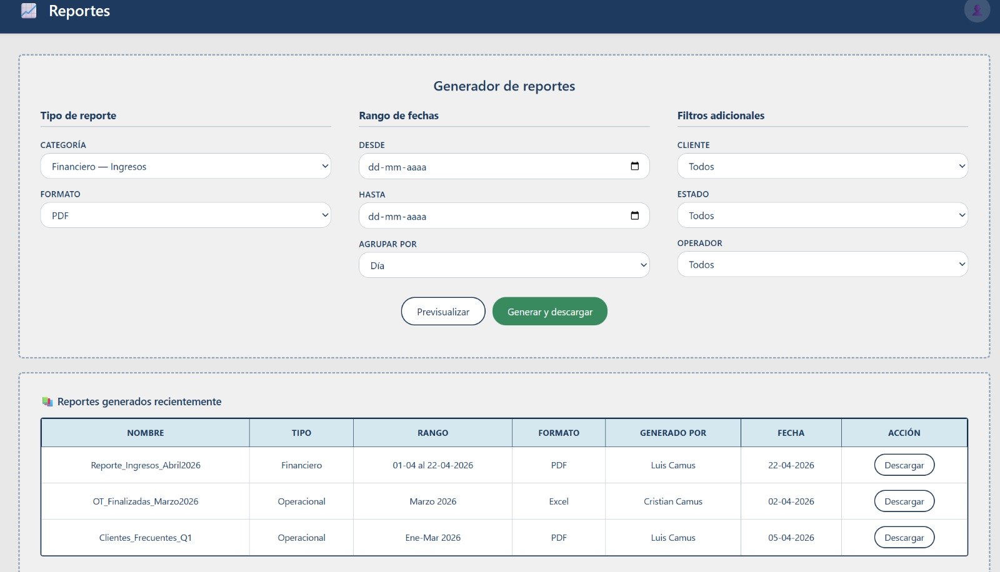 Reportes
Generador de reportes
Tipo de reporte
CATEGORÍA
Financiero — Ingresos
FORMATO
PDF
Rango de fechas
DESDE
dd-mm-aaaa
HASTA
dd-mm-aaaa
AGRUPAR POR
Día
Filtros adicionales
CLIENTE
Todos
ESTADO
Todos
OPERADOR
Todos
Previsualizar Generar y descargar
Reportes generados recientemente
NOMBRE TIPO RANGO FORMATO GENERADO POR FECHA ACCIÓN
Reporte_Ingresos_Abril2026 Financiero 01-04 al 22-04-2026 PDF Luis Camus 22-04-2026 Descargar
OT_Finalizadas_Marzo2026 Operacional Marzo 2026 Excel Cristian Camus 02-04-2026 Descargar
Clientes_Frecuentes_Q1 Operacional Ene-Mar 2026 PDF Luis Camus 05-04-2026 Descargar